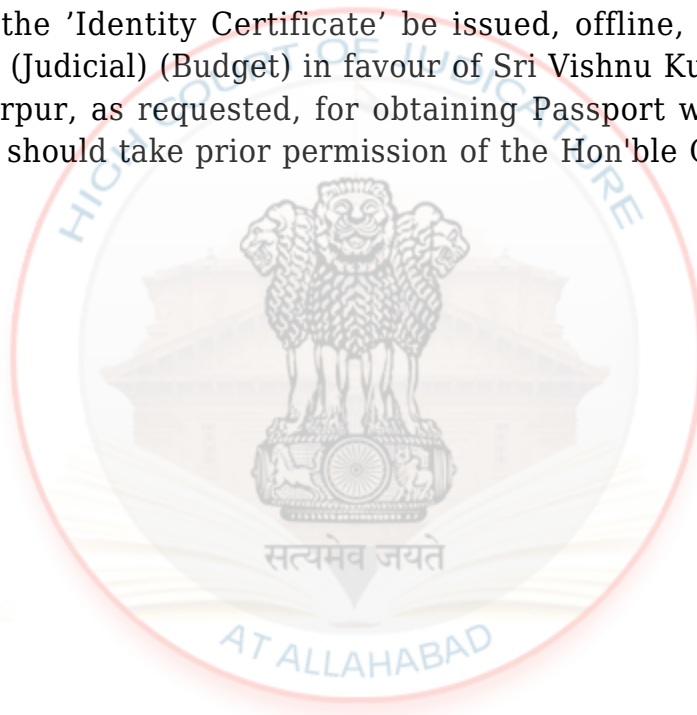 the 'Identity Certificate' be issued, offline,
(Judicial) (Budget) in favour of Sri Vishnu Ku
rpur, as requested, for obtaining Passport w
should take prior permission of the Hon'ble
HIGH COURT OF JUDICATURE
सत्यमेव जयते
AT ALLAHABAD